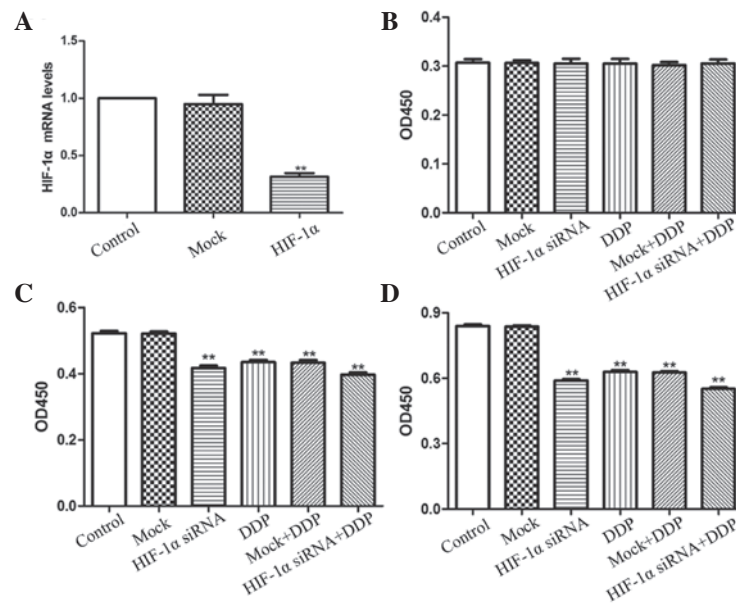 A
HIF-1α mRNA levels
1.5
1.0
0.5
0.0
**
Control
Mock
HIF-1α
B
OD450
0.4
0.3
0.2
0.1
0.0
Control
Mock
HIF-1α siRNA
DDP
Mock+DDP
HIF-1α siRNA+DDP
C
OD450
0.6
0.4
0.2
0.0
**
**
**
**
Control
Mock
HIF-1α siRNA
DDP
Mock+DDP
HIF-1α siRNA+DDP
D
OD450
0.9
0.6
0.3
0.0
**
**
**
**
Control
Mock
HIF-1α siRNA
DDP
Mock+DDP
HIF-1α siRNA+DDP